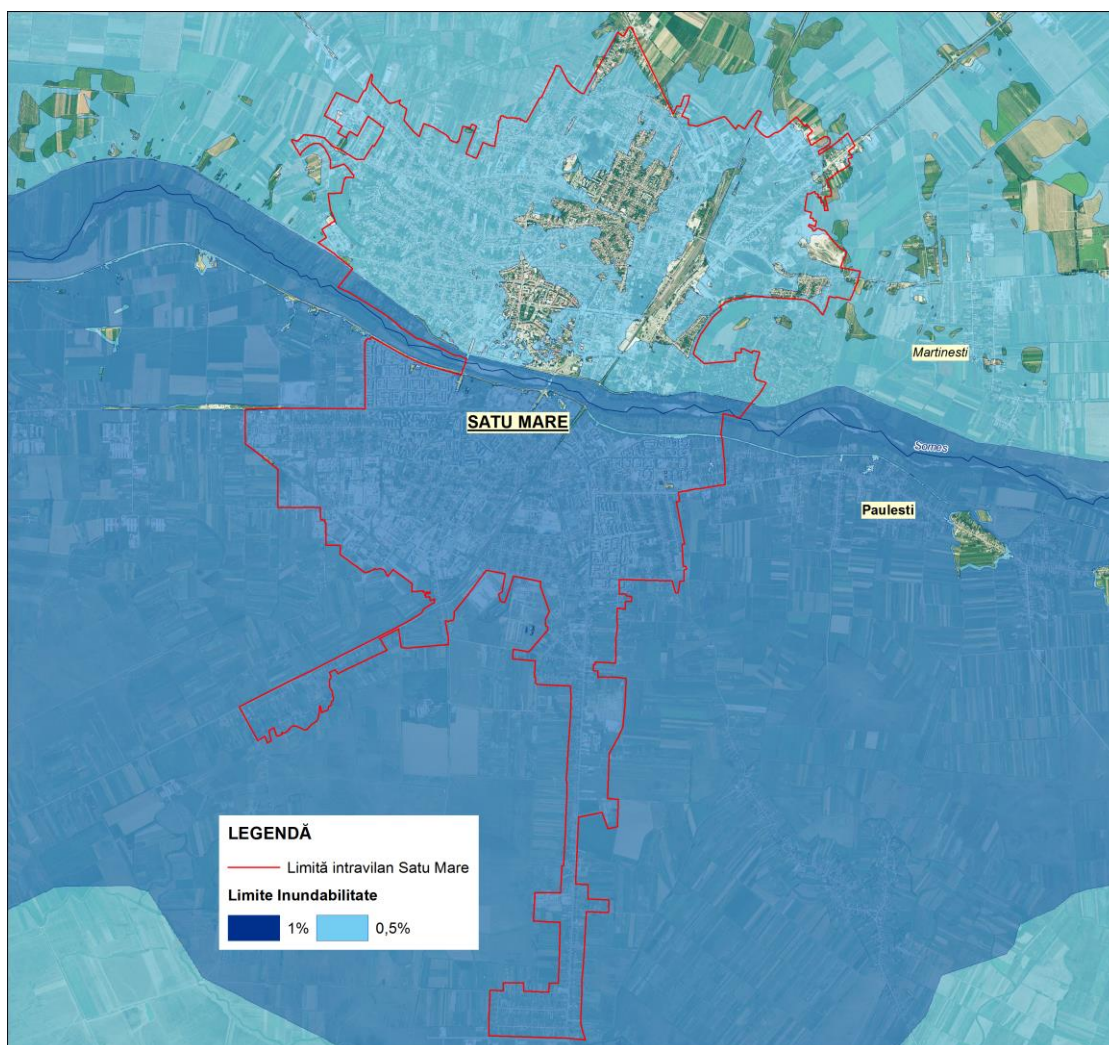 Martinesti
SATU MARE
Somes
Paulesti
LEGENDĂ
Limită intravilan Satu Mare
Limite Inundabilitate
1% 0,5%